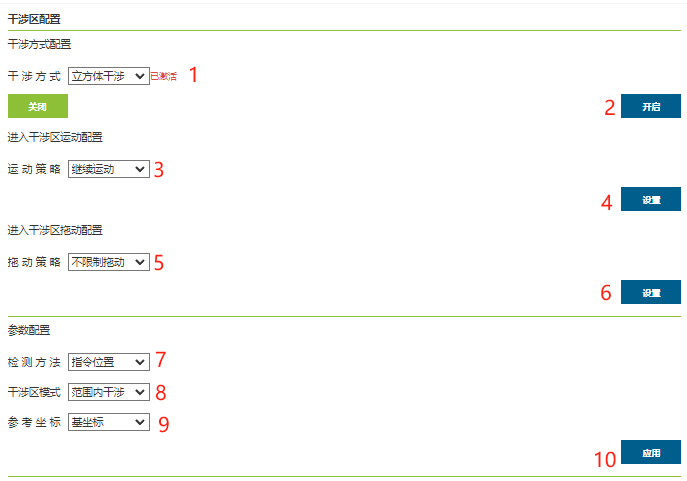 干涉区配置
干涉方式配置
干涉方式 立方体干涉 已激活 1
关闭 2 开启
进入干涉区运动配置
运动策略 继续运动 3
4 设置
进入干涉区拖动配置
拖动策略 不限制拖动 5
6 设置
参数配置
检测方法 指令位置 7
干涉区模式 范围内干涉 8
参考坐标 基坐标 9
10 应用